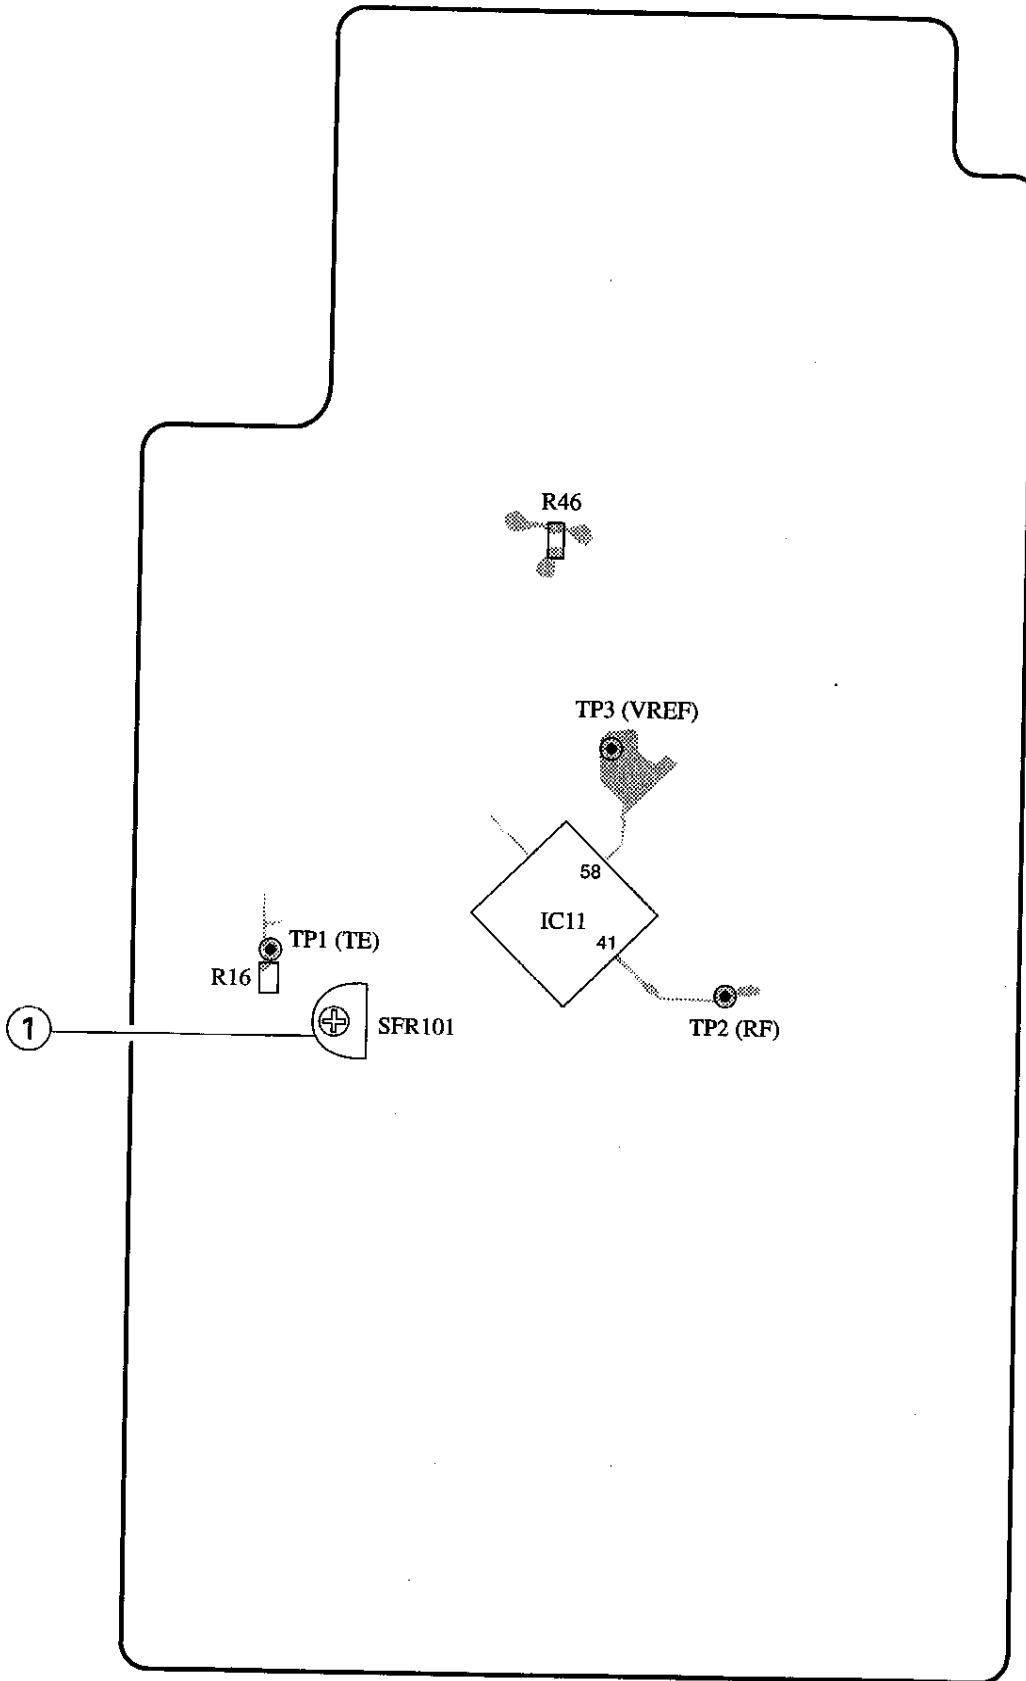 R46
TP3 (VREF)
58
IC11
41
TP1 (TE)
R16
TP2 (RF)
1
SFR101